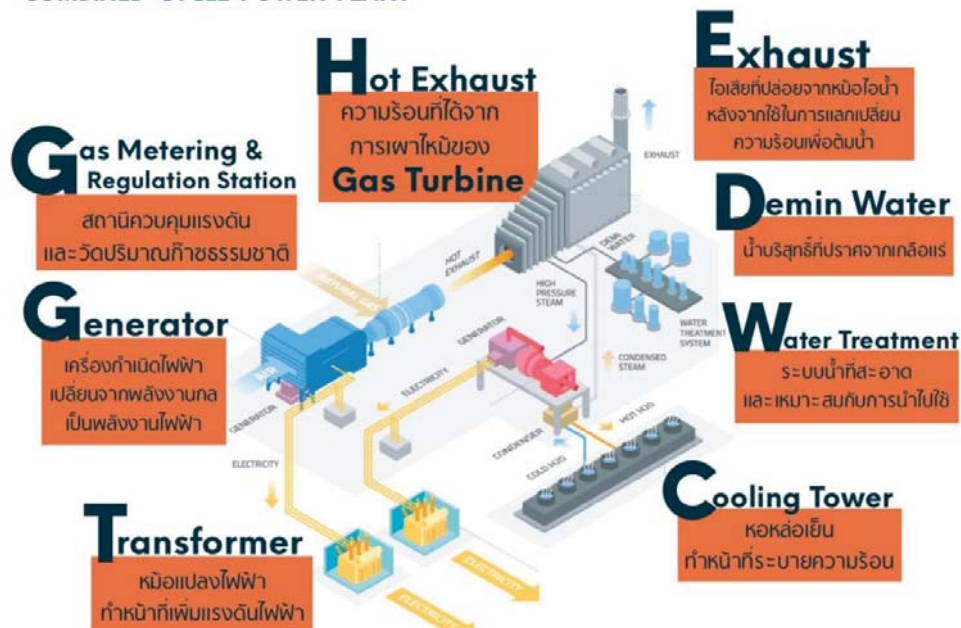 COMBINED-CYCLE POWER PLANT
Hot Exhaust
ความร้อนที่ได้จาก
การเผาไหม้ของ
Gas Turbine
Exhaust
ไอเสียที่ปล่อยจากหม้อไอน้ำ
หลังจากใช้ในการแลกเปลี่ยน
ความร้อนเพื่อต้มน้ำ
Gas Metering &
Regulation Station
สถานีควบคุมแรงดัน
และวัดปริมาณก๊าซธรรมชาติ
Demin Water
น้ำบริสุทธิ์ที่ปราศจากเกลือแร่
Generator
เครื่องกำเนิดไฟฟ้า
เปลี่ยนจากพลังงานกล
เป็นพลังงานไฟฟ้า
Water Treatment
ระบบน้ำที่สะอาด
และเหมาะสมกับการนำไปใช้
Transformer
หม้อแปลงไฟฟ้า
ทำหน้าที่เพิ่มแรงดันไฟฟ้า
Cooling Tower
หอหล่อเย็น
ทำหน้าที่ระบายความร้อน
EXHAUST
HOT
EXHAUST
DEMI
WATER
NATURAL GAS
HIGH
PRESSURE
STEAM
WATER
TREATMENT
SYSTEM
GENERATOR
CONDENSED
STEAM
AIR
ELECTRICITY
GENERATOR
HOT H2O
CONDENSER
COLD H2O
ELECTRICITY
ELECTRICITY
ELECTRICITY